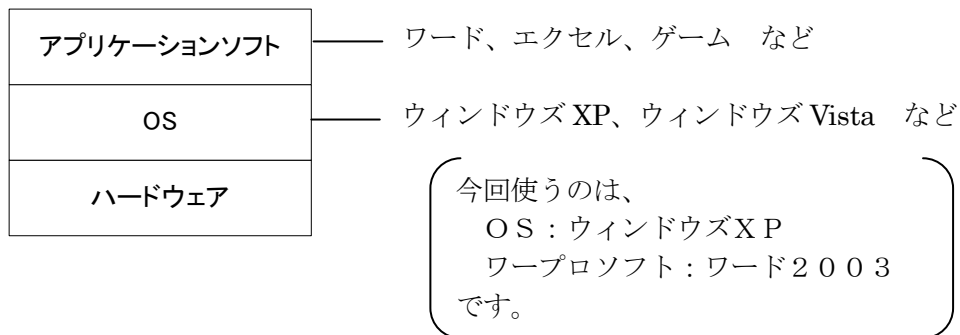 アプリケーションソフト
ワード、エクセル、ゲーム　など
OS
ウィンドウズ XP、ウィンドウズ Vista　など
ハードウェア
今回使うのは、
　ＯＳ：ウィンドウズＸＰ
　ワープロソフト：ワード２００３
です。